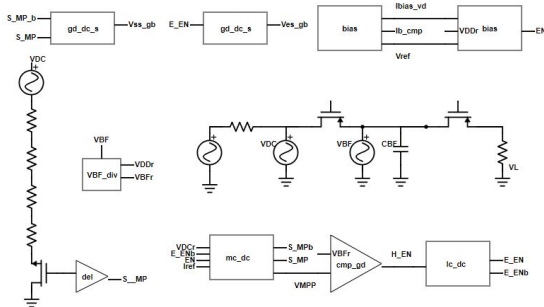 S_MP_b
S_MP
gd_dc_s
Vss_gb
E_EN
gd_dc_s
Ves_gb
bias
Ibias_vd
Ib_cmp
Vref
VDDr
bias
EN
VDC
VBF
VBF_div
VDDr
VBFr
VDC
VBF
CBF
VL
del
S__MP
VDCr
E_ENb
EN
Iref
mc_dc
S_MPb
S_MP
VMPP
VBFr
cmp_gd
H_EN
lc_dc
E_EN
E_ENb